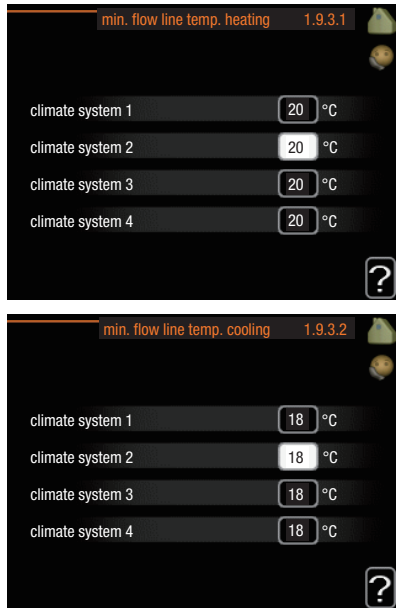 min. flow line temp. heating 1.9.3.1
climate system 1 20 °C
climate system 2 20 °C
climate system 3 20 °C
climate system 4 20 °C
?
min. flow line temp. cooling 1.9.3.2
climate system 1 18 °C
climate system 2 18 °C
climate system 3 18 °C
climate system 4 18 °C
?